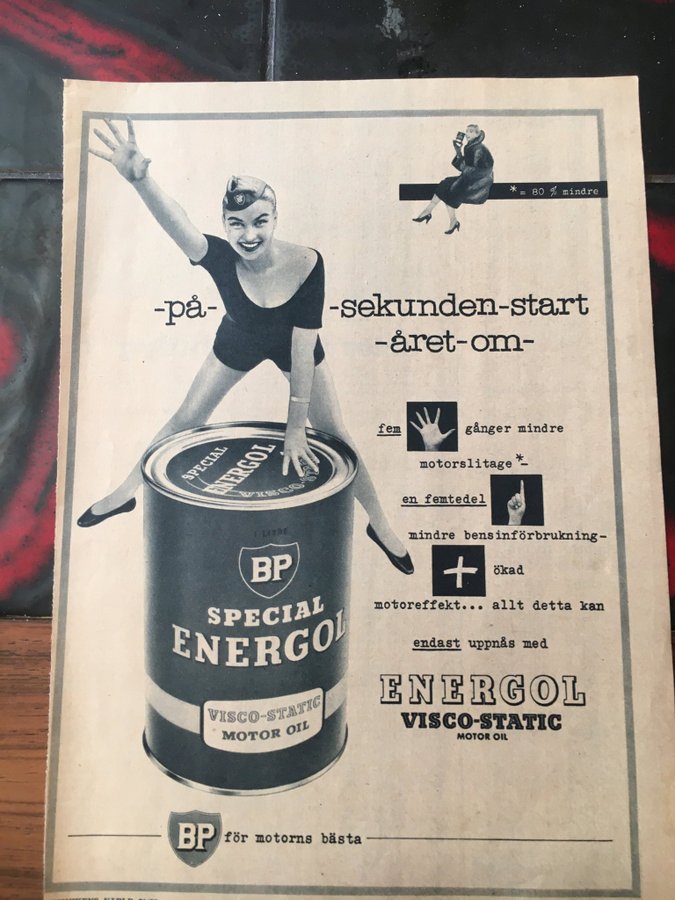 *= 80 % mindre
-på- -sekunden-start
-året-om-
fem gånger mindre
motorslitage*-
en femtedel
mindre bensinförbrukning-
+ ökad
motoreffekt... allt detta kan
endast uppnås med
ENERGOL
VISCO-STATIC
MOTOR OIL
SPECIAL
ENERGOL
1 LITRE
BP
SPECIAL
ENERGOL
VISCO-STATIC
MOTOR OIL
BP för motorns bästa